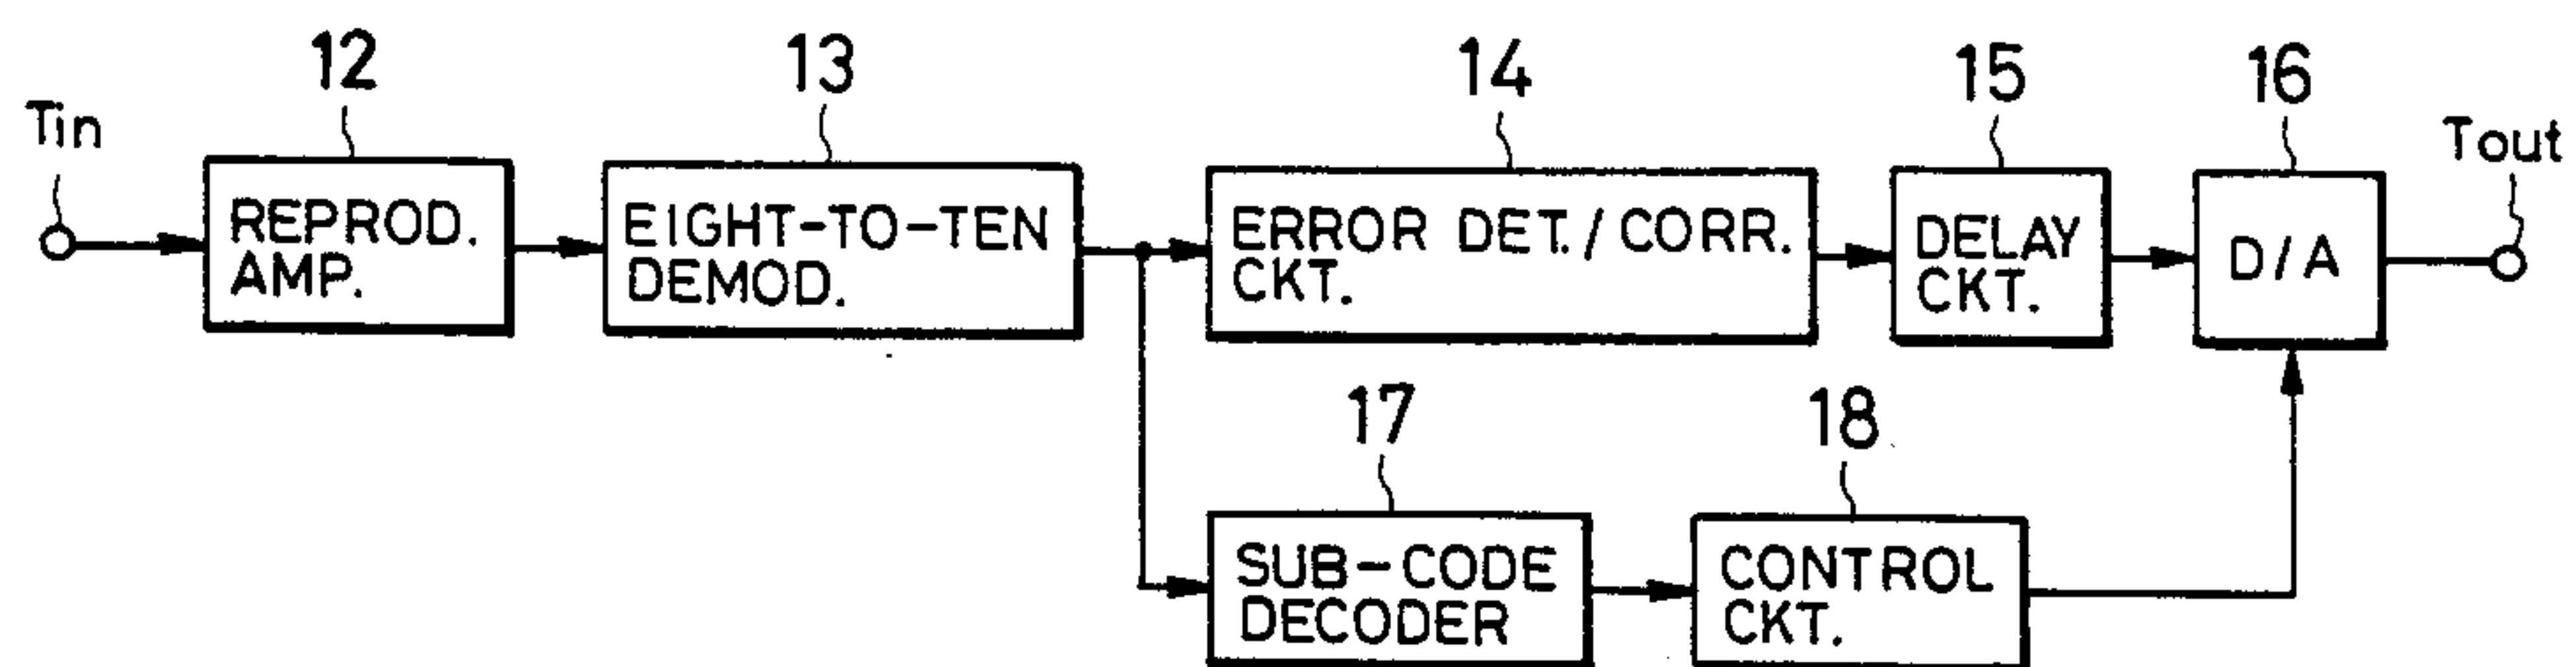 12
13
14
15
16
Tin
Tout
REPROD.
AMP.
EIGHT-TO-TEN
DEMOD.
ERROR DET./CORR.
CKT.
DELAY
CKT.
D/A
17
18
SUB-CODE
DECODER
CONTROL
CKT.